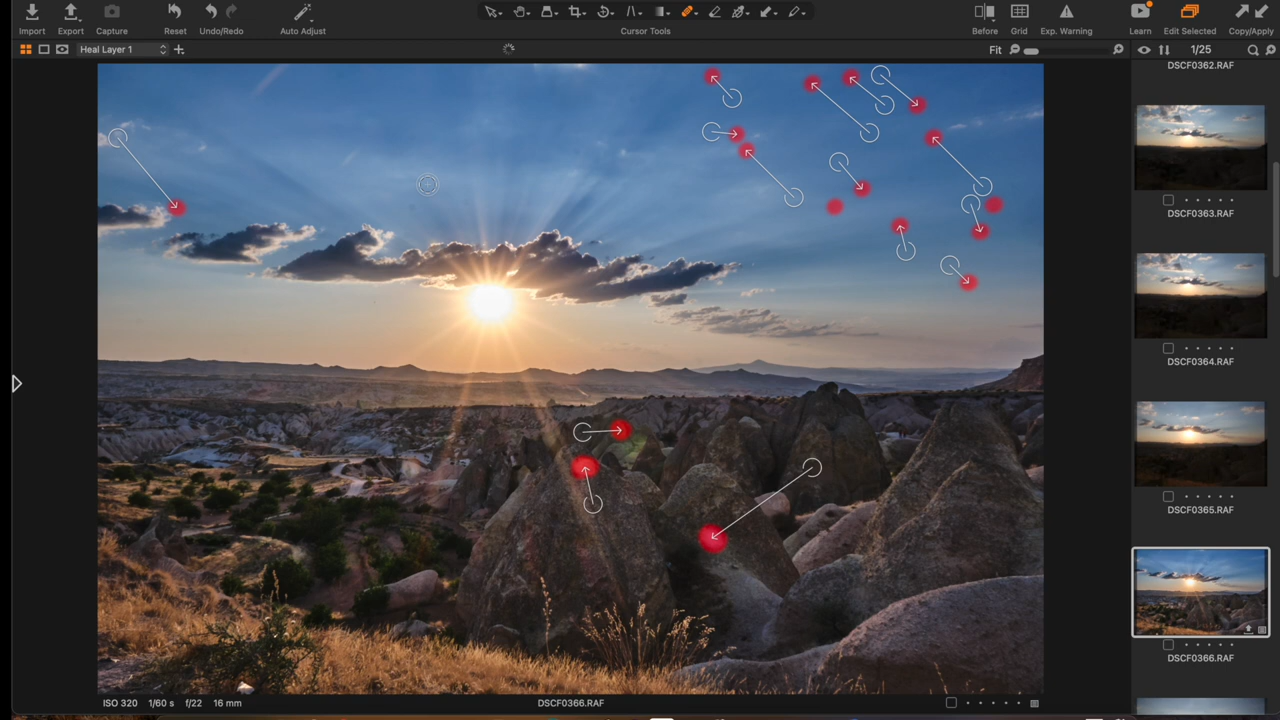 Import Export Capture Reset Undo/Redo Auto Adjust Cursor Tools Before Grid Exp. Warning Learn Edit Selected Copy/Apply
Heal Layer 1 Fit 1/25
DSCF0362.RAF
DSCF0363.RAF
DSCF0364.RAF
DSCF0365.RAF
DSCF0366.RAF
ISO 320 1/60 s f/22 16 mm DSCF0366.RAF